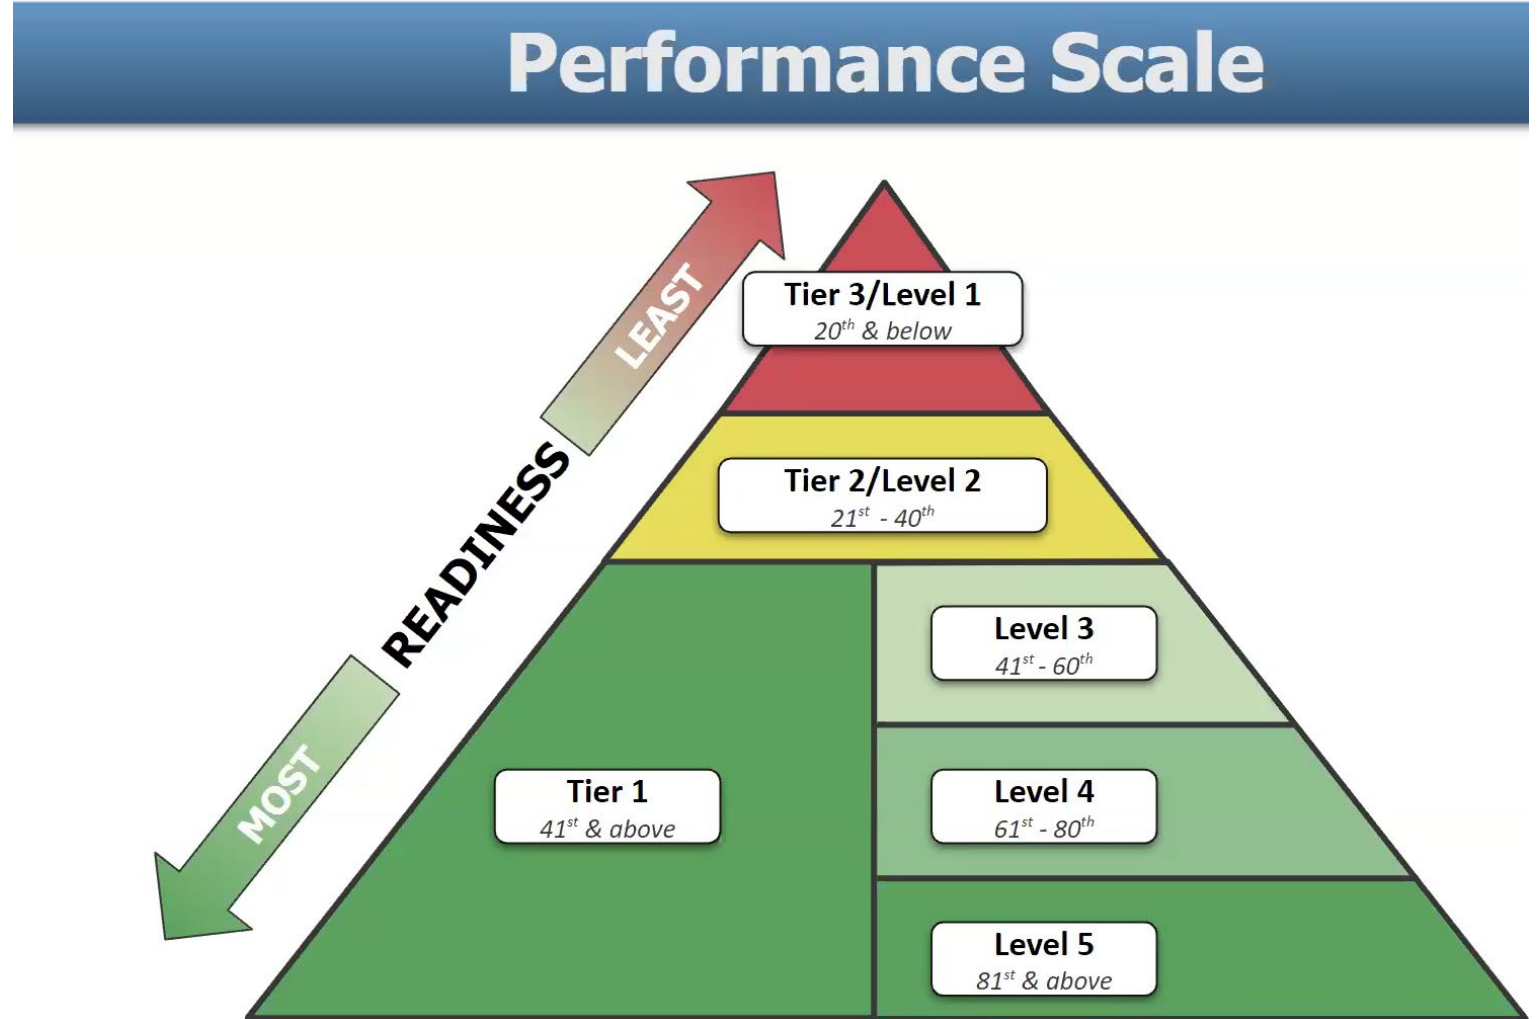 Performance Scale
LEAST
READINESS
MOST
Tier 3/Level 1
20th & below
Tier 2/Level 2
21st - 40th
Tier 1
41st & above
Level 3
41st - 60th
Level 4
61st - 80th
Level 5
81st & above